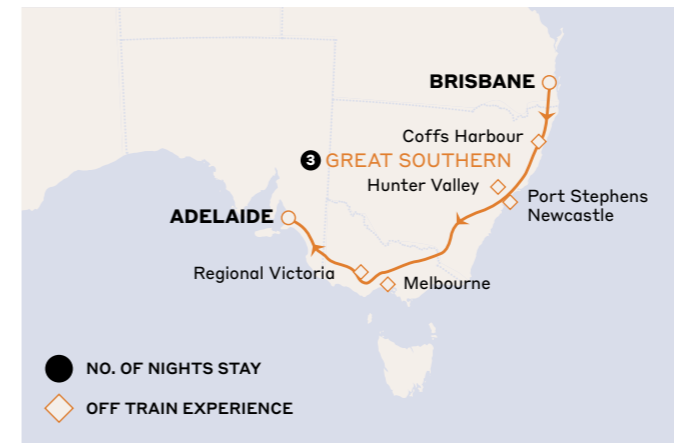 BRISBANE
Coffs Harbour
3 GREAT SOUTHERN
Hunter Valley
Port Stephens
Newcastle
ADELAIDE
Regional Victoria
Melbourne
NO. OF NIGHTS STAY
OFF TRAIN EXPERIENCE